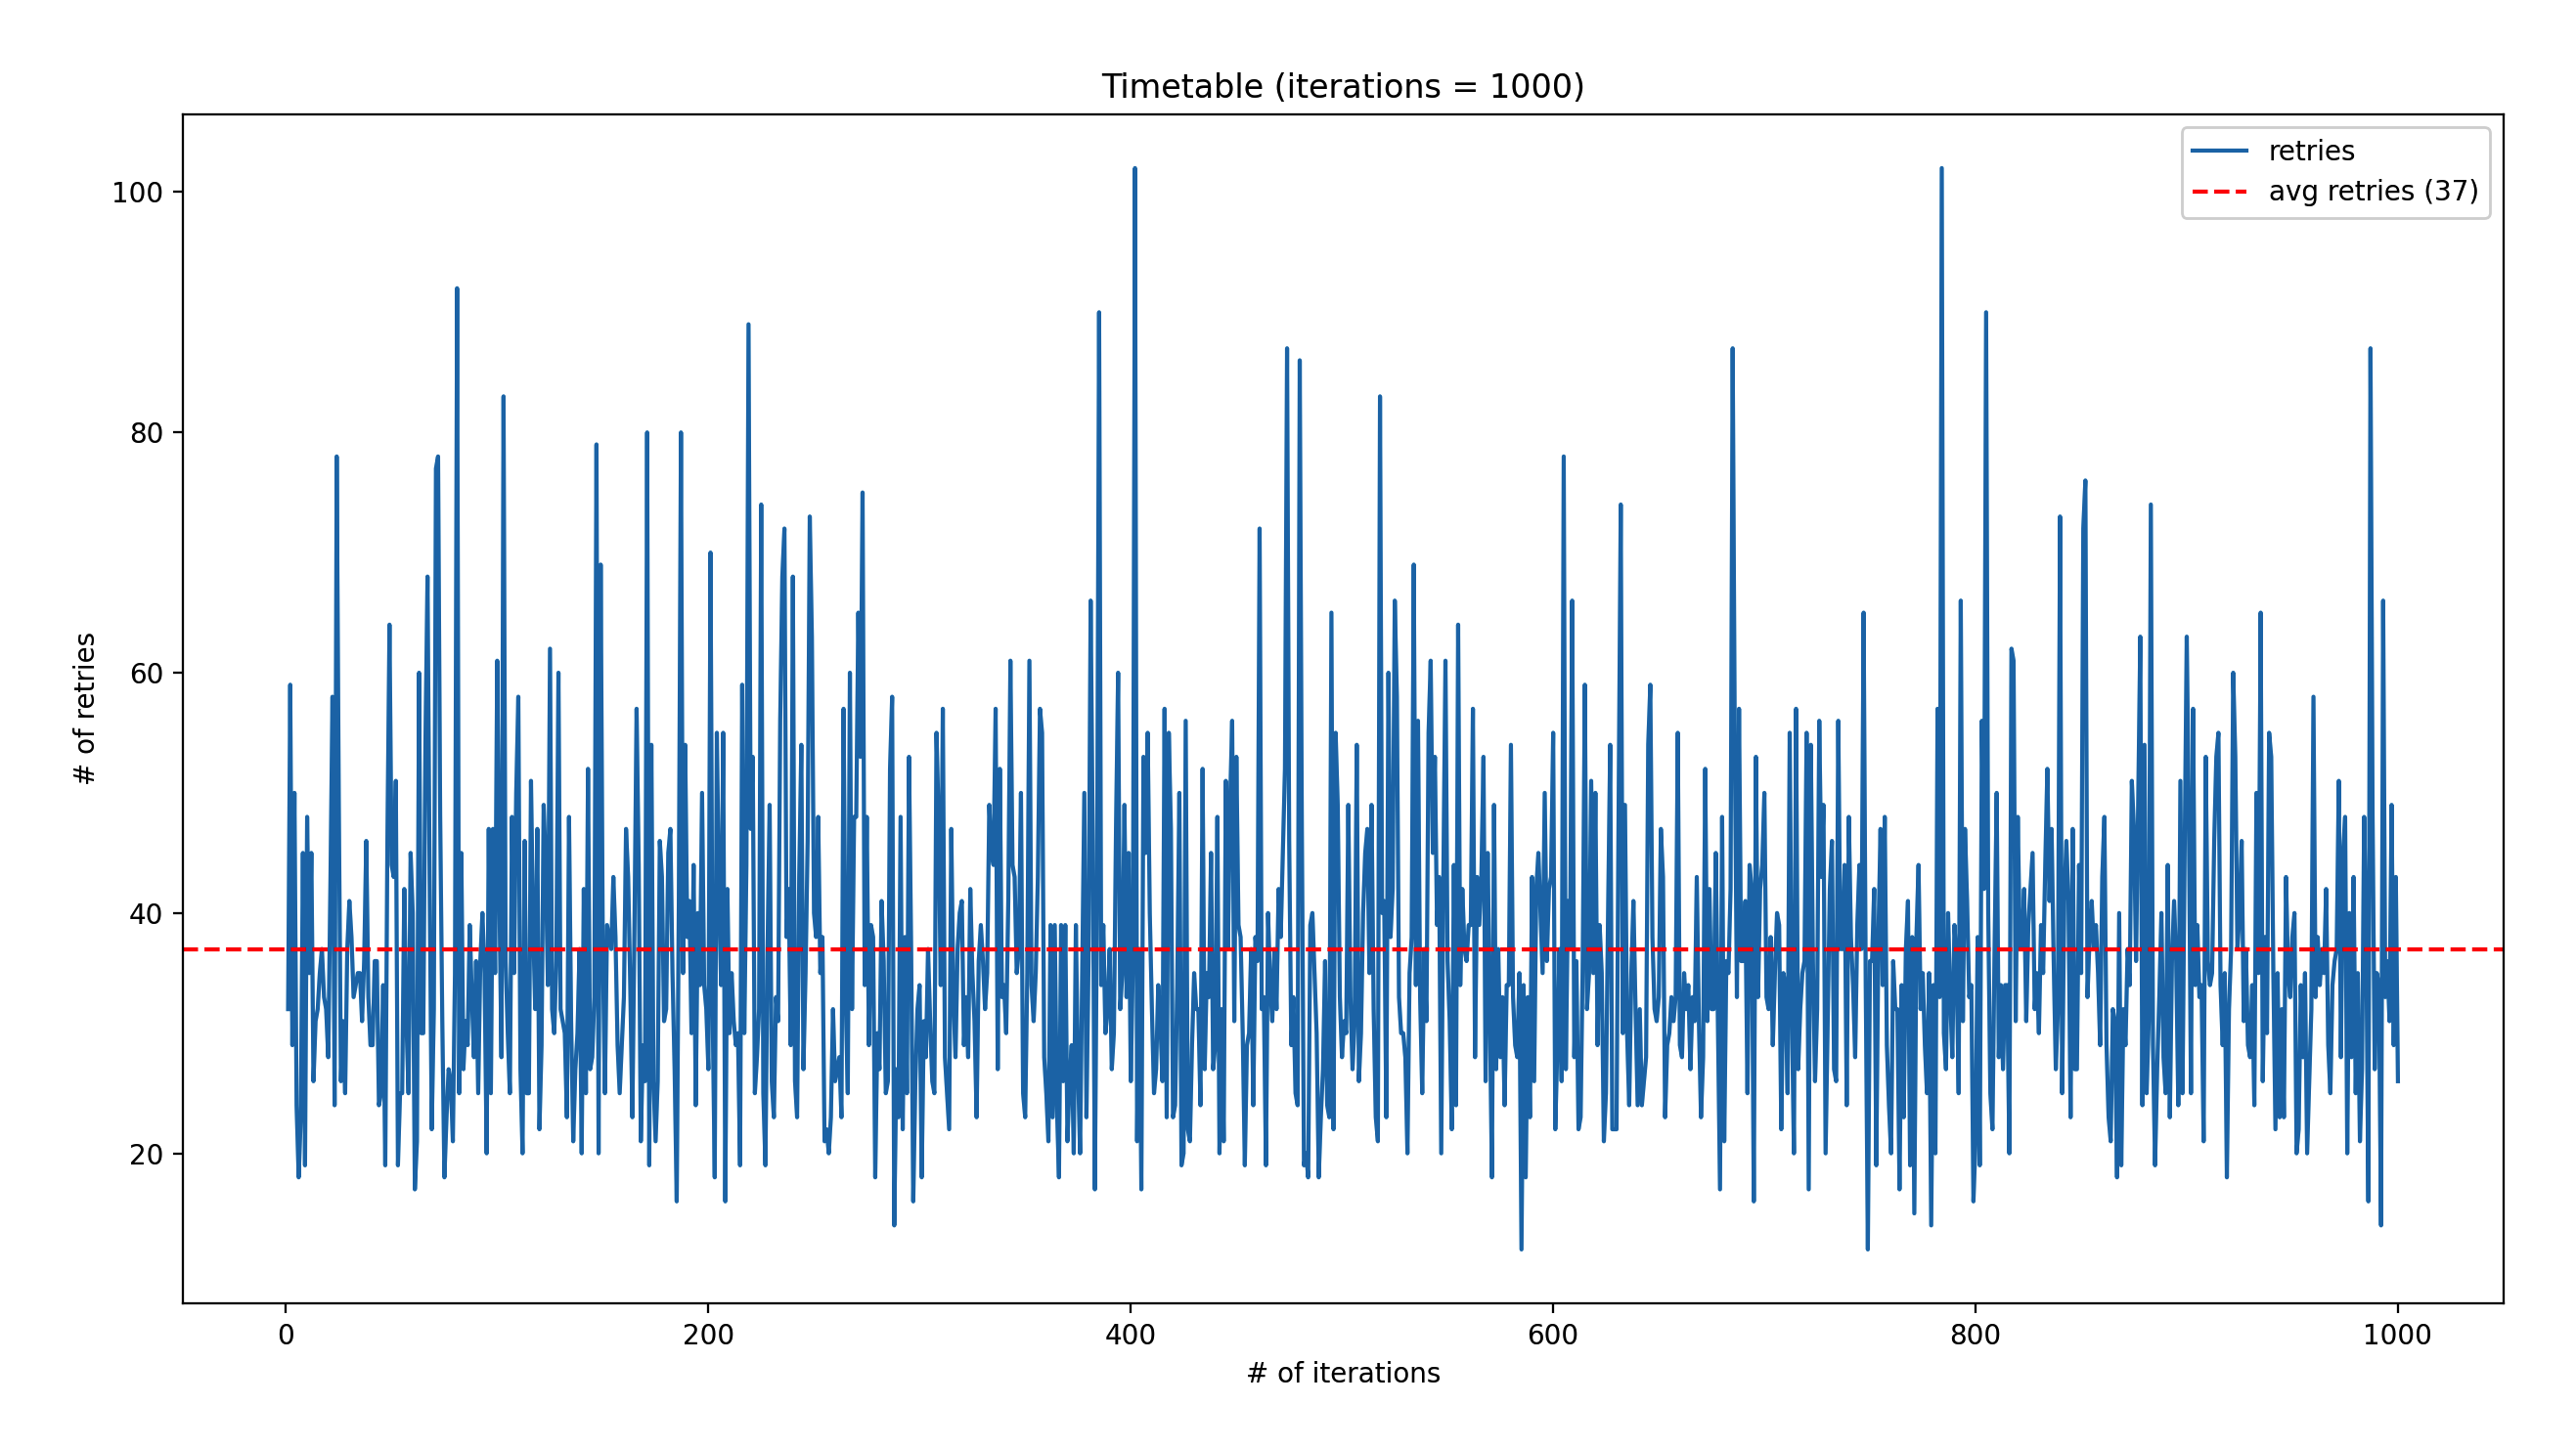 Timetable (iterations = 1000)
retries
avg retries (37)
100
80
60
40
20
# of retries
0 200 400 600 800 1000
# of iterations